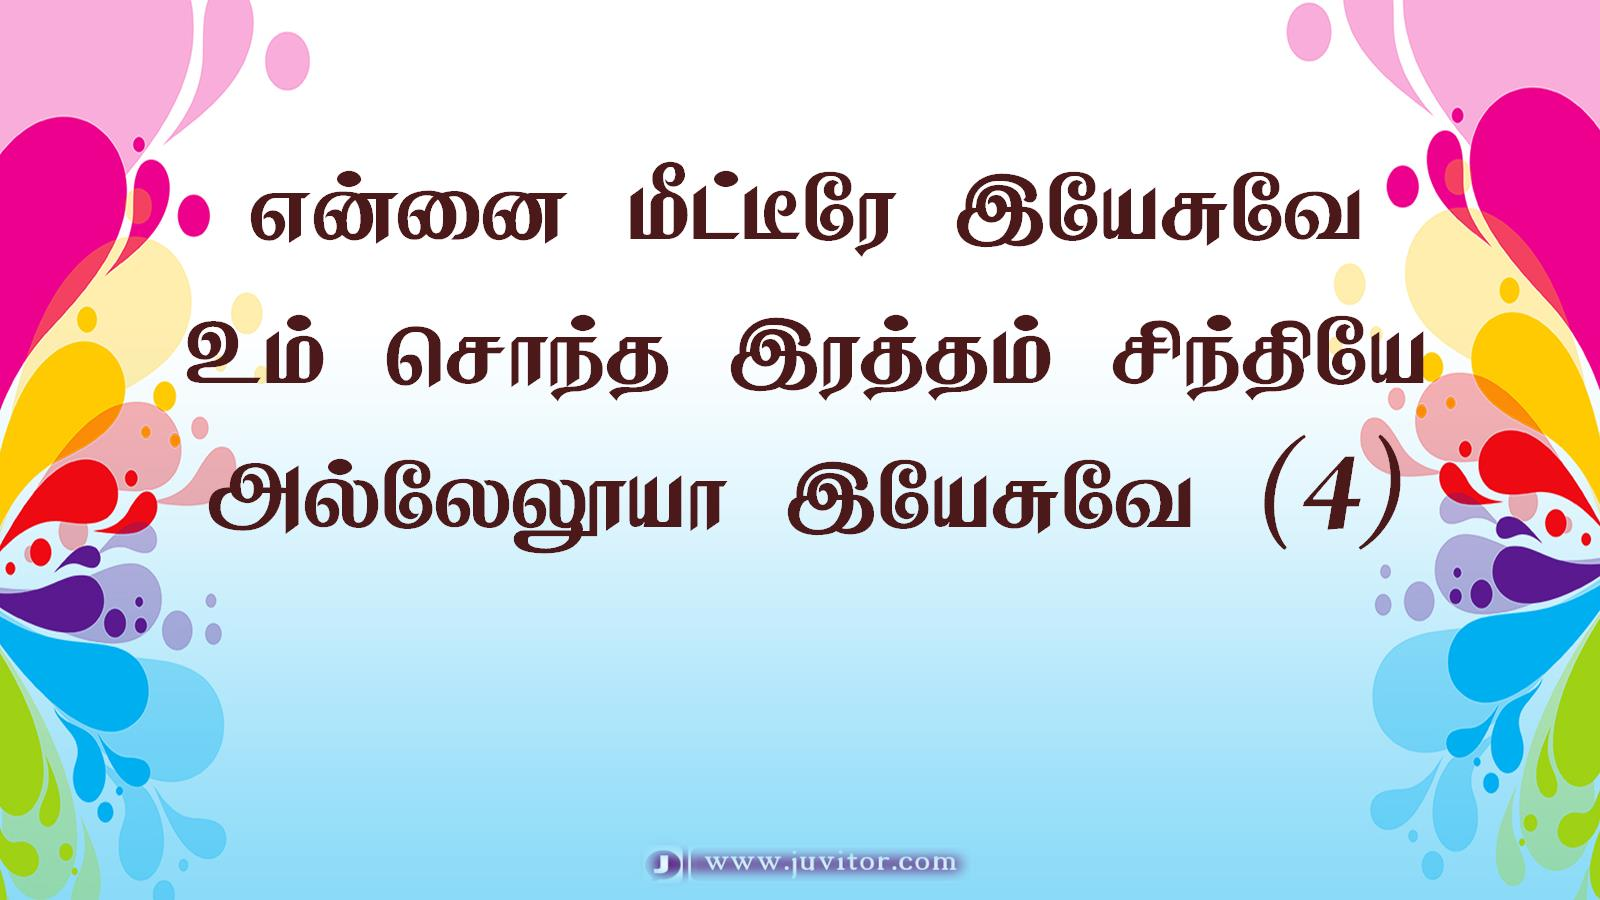 என்னை மீட்டீரே இயேசுவே
உம் சொந்த இரத்தம் சிந்தியே
அல்லேலூயா இயேசுவே (4)
J www.juvitor.com